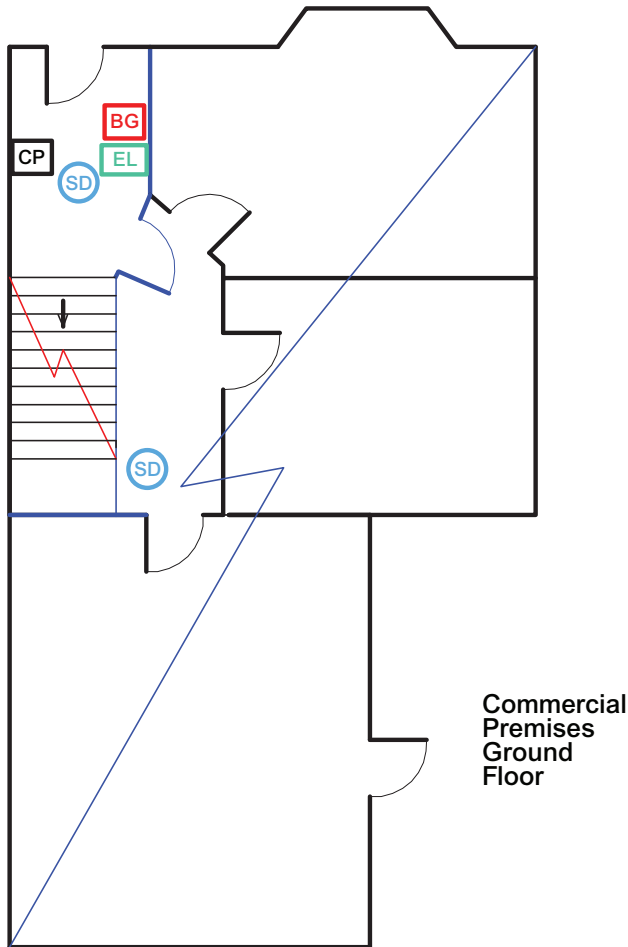 BG
CP
EL
SD
SD
Commercial
Premises
Ground
Floor